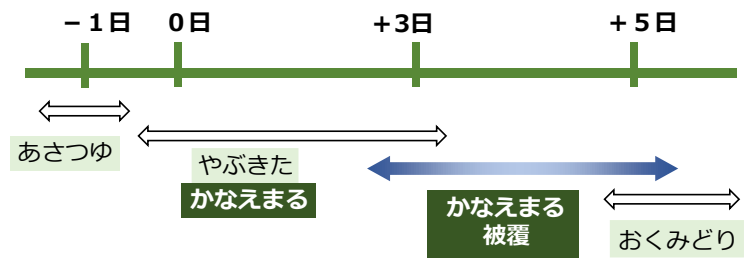 －１日 ０日 ＋3日 ＋５日
あさつゆ
やぶきた
かなえまる
かなえまる
被覆
おくみどり